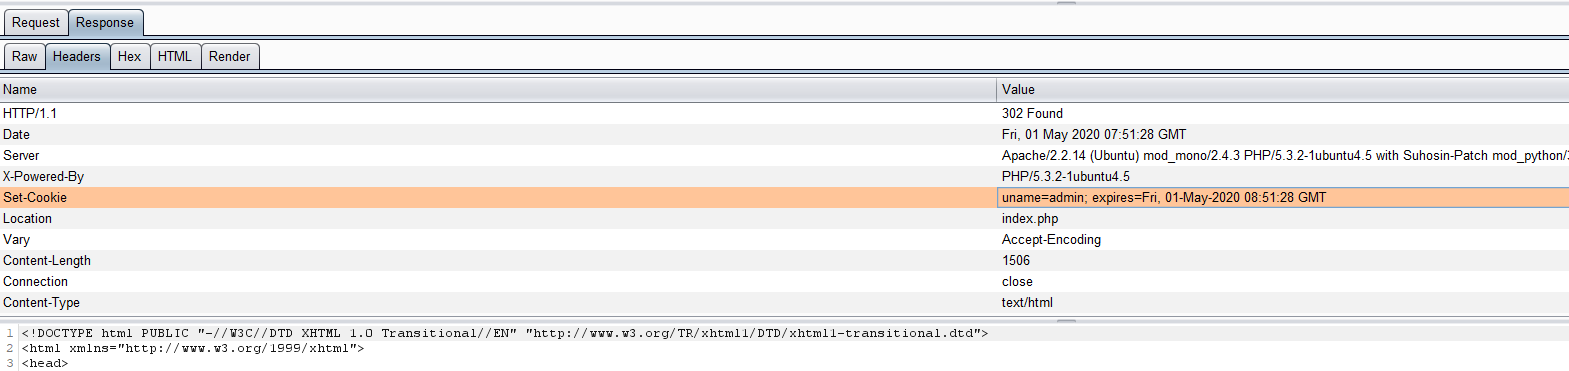 Request Response
Raw Headers Hex HTML Render
Name Value
HTTP/1.1 302 Found
Date Fri, 01 May 2020 07:51:28 GMT
Server Apache/2.2.14 (Ubuntu) mod_mono/2.4.3 PHP/5.3.2-1ubuntu4.5 with Suhosin-Patch mod_python/
X-Powered-By PHP/5.3.2-1ubuntu4.5
Set-Cookie uname=admin; expires=Fri, 01-May-2020 08:51:28 GMT
Location index.php
Vary Accept-Encoding
Content-Length 1506
Connection close
Content-Type text/html
1 <!DOCTYPE html PUBLIC "-//W3C//DTD XHTML 1.0 Transitional//EN" "http://www.w3.org/TR/xhtml1/DTD/xhtml1-transitional.dtd">
2 <html xmlns="http://www.w3.org/1999/xhtml">
3 <head>